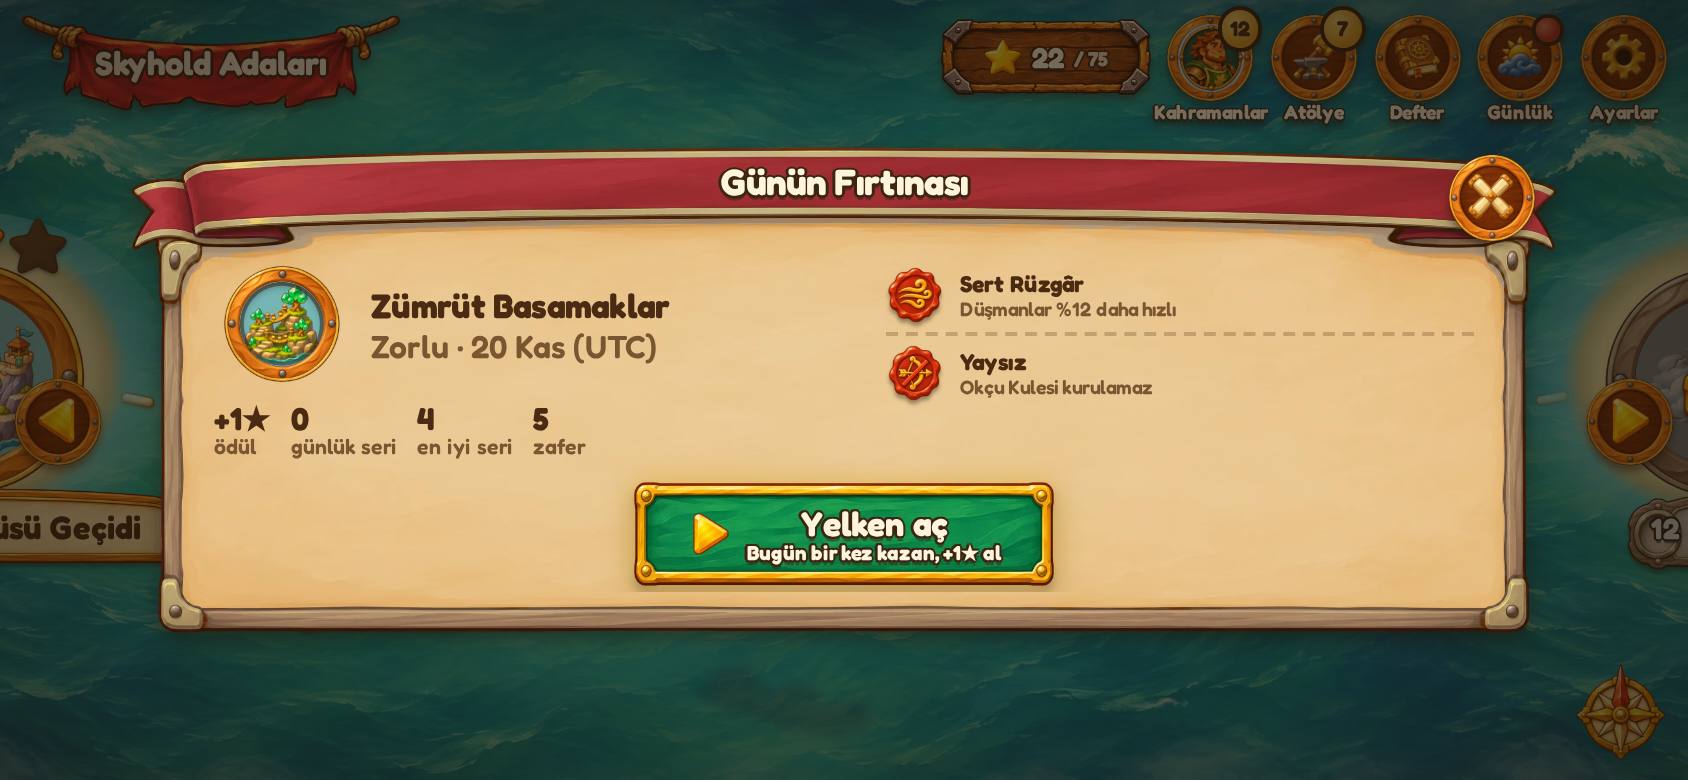 Skyhold Adaları
22 / 75
12
7
Kahramanlar
Atölye
Defter
Günlük
Ayarlar
Günün Fırtınası
Zümrüt Basamaklar
Zorlu · 20 Kas (UTC)
+1★
ödül
0
günlük seri
4
en iyi seri
5
zafer
Sert Rüzgâr
Düşmanlar %12 daha hızlı
Yaysız
Okçu Kulesi kurulamaz
Geçidi
12
Yelken aç
Bugün bir kez kazan, +1★ al